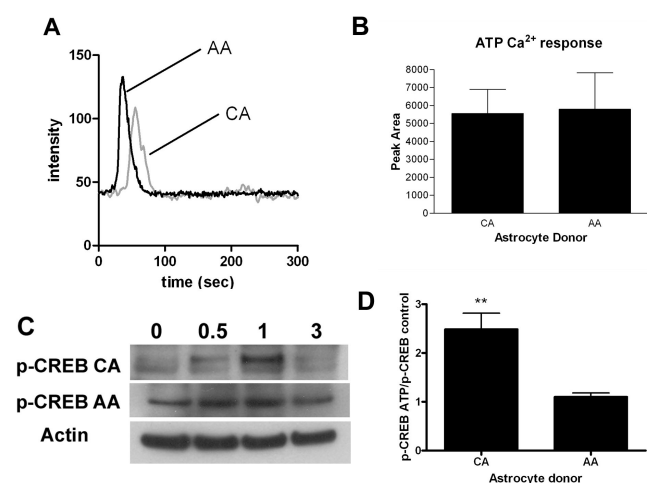 A
AA
CA
150
100
50
0
intensity
0
100
200
300
time (sec)
B
ATP Ca²⁺ response
8000
7000
6000
5000
4000
3000
2000
1000
0
Peak Area
CA
AA
Astrocyte Donor
C
0 0.5 1 3
p-CREB CA
p-CREB AA
Actin
D
**
3
2
1
0
p-CREB ATP/p-CREB control
CA
AA
Astrocyte donor